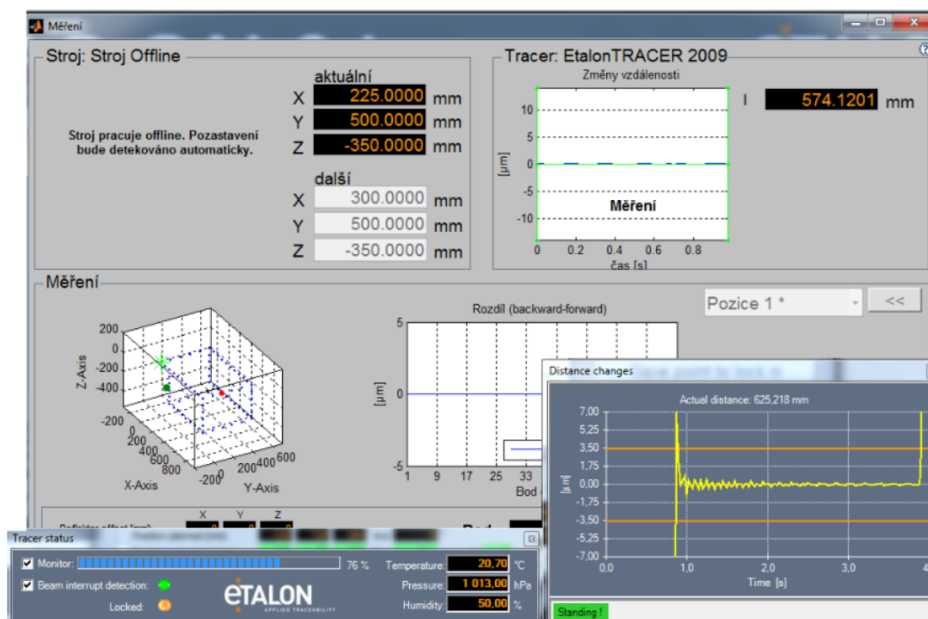 Měření
Stroj: Stroj Offline
aktuální
X 225.0000 mm
Y 500.0000 mm
Z -350.0000 mm
Stroj pracuje offline. Pozastavení
bude detekováno automaticky.
další
X 300.0000 mm
Y 500.0000 mm
Z -350.0000 mm
Tracer: EtalonTRACER 2009
Změny vzdálenosti
10
5
0
-5
-10
[µm]
Měření
0 0.2 0.4 0.6 0.8
čas [s]
l 574.1201 mm
Měření
200
0
-200
-400
Z-Axis
-200
0
200
400
600
800
X-Axis
-200
0
200
400
600
Y-Axis
Rozdíl (backward-forward)
5
0
-5
[µm]
1 9 17 25 33
Bod
Pozice 1 *
<<
X Y Z
Distance changes
Actual distance: 625,218 mm
7,00
5,25
3,50
1,75
0,00
-1,75
-3,50
-5,25
-7,00
[µm]
0,0 1,0 2,0 3,0 4
Time [s]
Standing !
Tracer status
Monitor: 76 %
Beam interrupt detection:
Locked:
etALON
APPLIED TRACEABILITY
Temperature: 20,70 °C
Pressure: 1 013,00 hPa
Humidity: 50,00 %